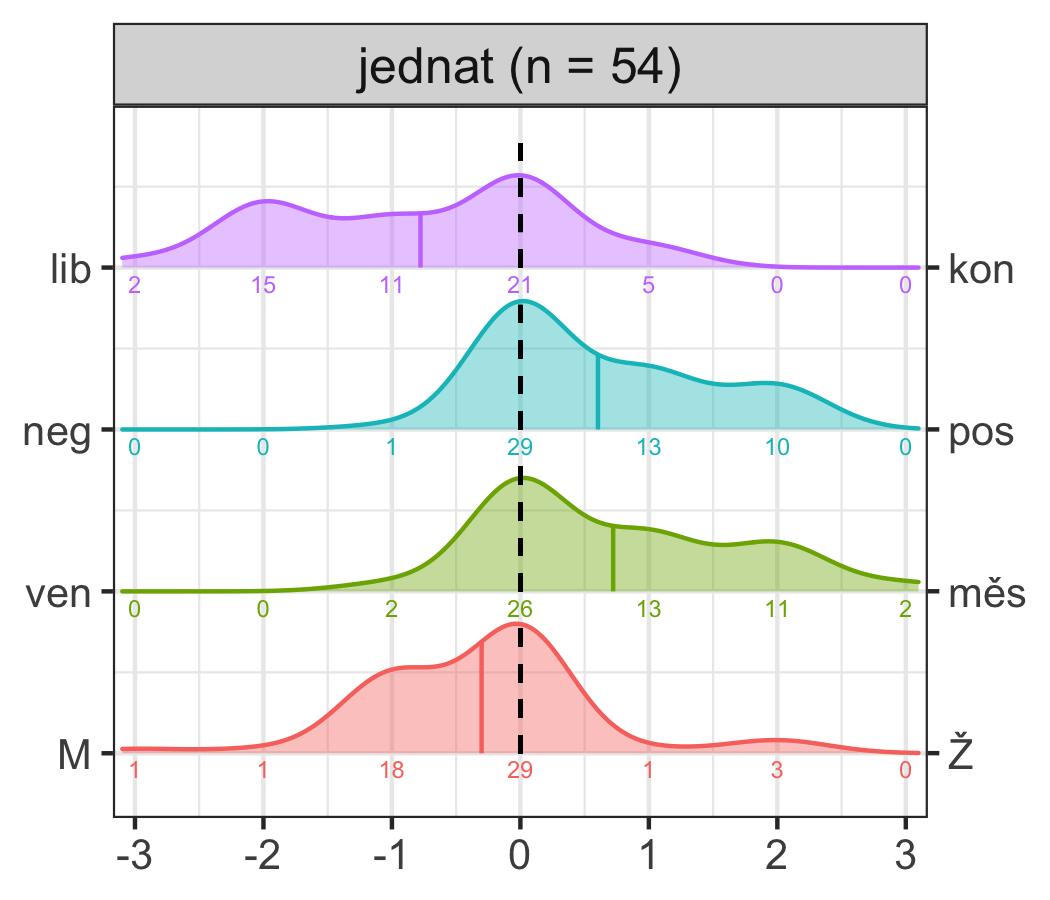 jednat (n = 54)
lib kon
2 15 11 21 5 0 0
neg pos
0 0 1 29 13 10 0
ven měs
0 0 2 26 13 11 2
M Ž
1 1 18 29 1 3 0
-3 -2 -1 0 1 2 3